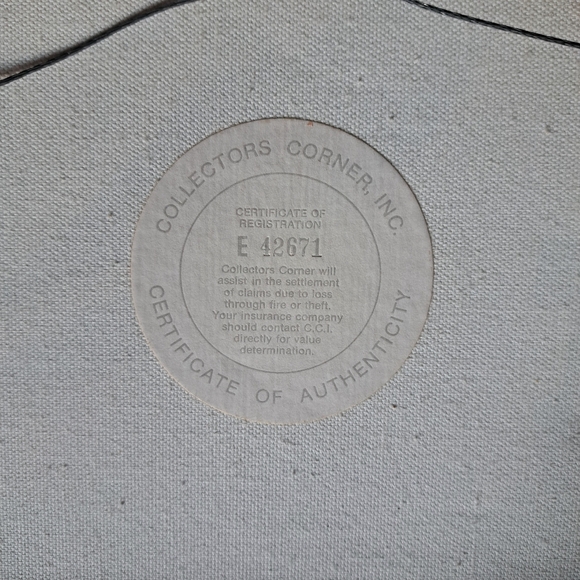 COLLECTORS CORNER, INC.
CERTIFICATE OF
REGISTRATION
E 42671
Collectors Corner will
assist in the settlement
of claims due to loss
through fire or theft.
Your insurance company
should contact C.C.I.
directly for value
determination.
CERTIFICATE OF AUTHENTICITY